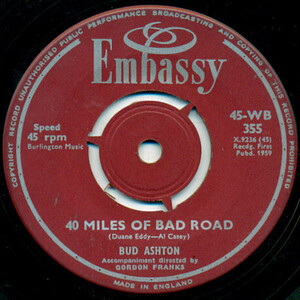 COPYRIGHT RECORD UNAUTHORISED PUBLIC PERFORMANCE BROADCASTING AND COPYING OF THIS RECORD PROHIBITED
Embassy
Speed
45 rpm
Burlington Music
45-WB
355
X.9236 (45)
Recdg. First
Pubd. 1959
40 MILES OF BAD ROAD
(Duane Eddy—Al Casey)
BUD ASHTON
Accompaniment directed by
GORDON FRANKS
MADE IN ENGLAND